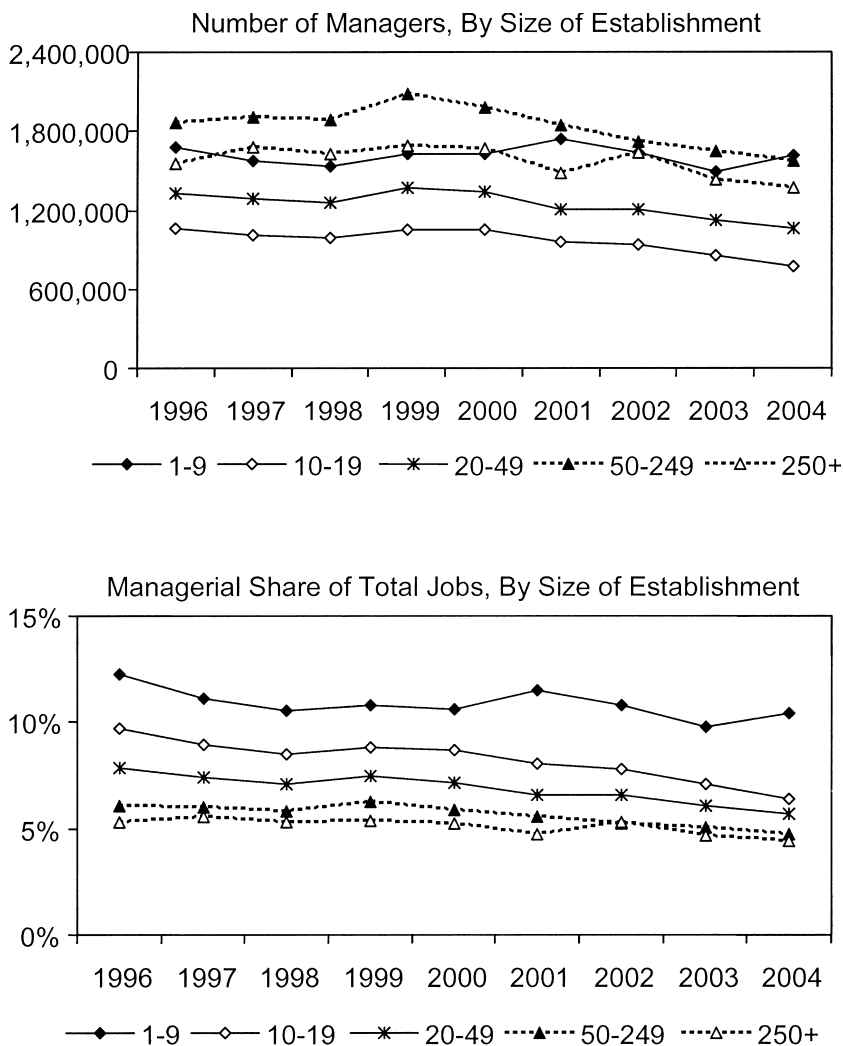 Number of Managers, By Size of Establishment
2,400,000
1,800,000
1,200,000
600,000
0
1996 1997 1998 1999 2000 2001 2002 2003 2004
1-9 10-19 20-49 50-249 250+
Managerial Share of Total Jobs, By Size of Establishment
15%
10%
5%
0%
1996 1997 1998 1999 2000 2001 2002 2003 2004
1-9 10-19 20-49 50-249 250+